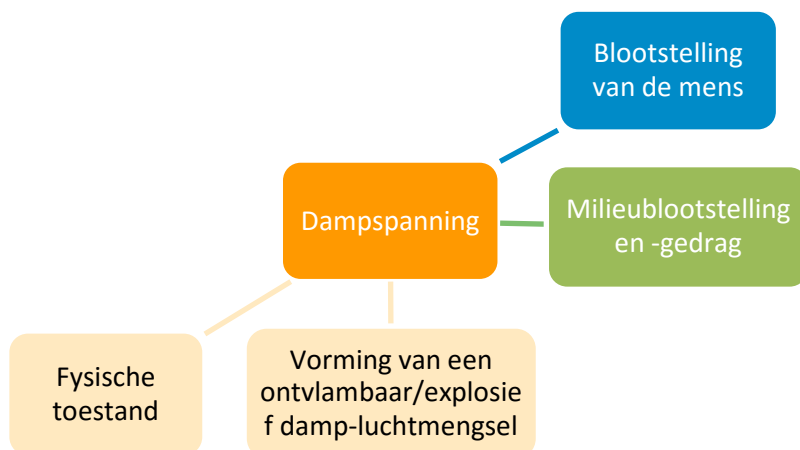 Blootstelling
van de mens
Dampspanning
Milieublootstelling
en -gedrag
Fysische
toestand
Vorming van een
ontvlambaar/explosie
f damp-luchtmengsel